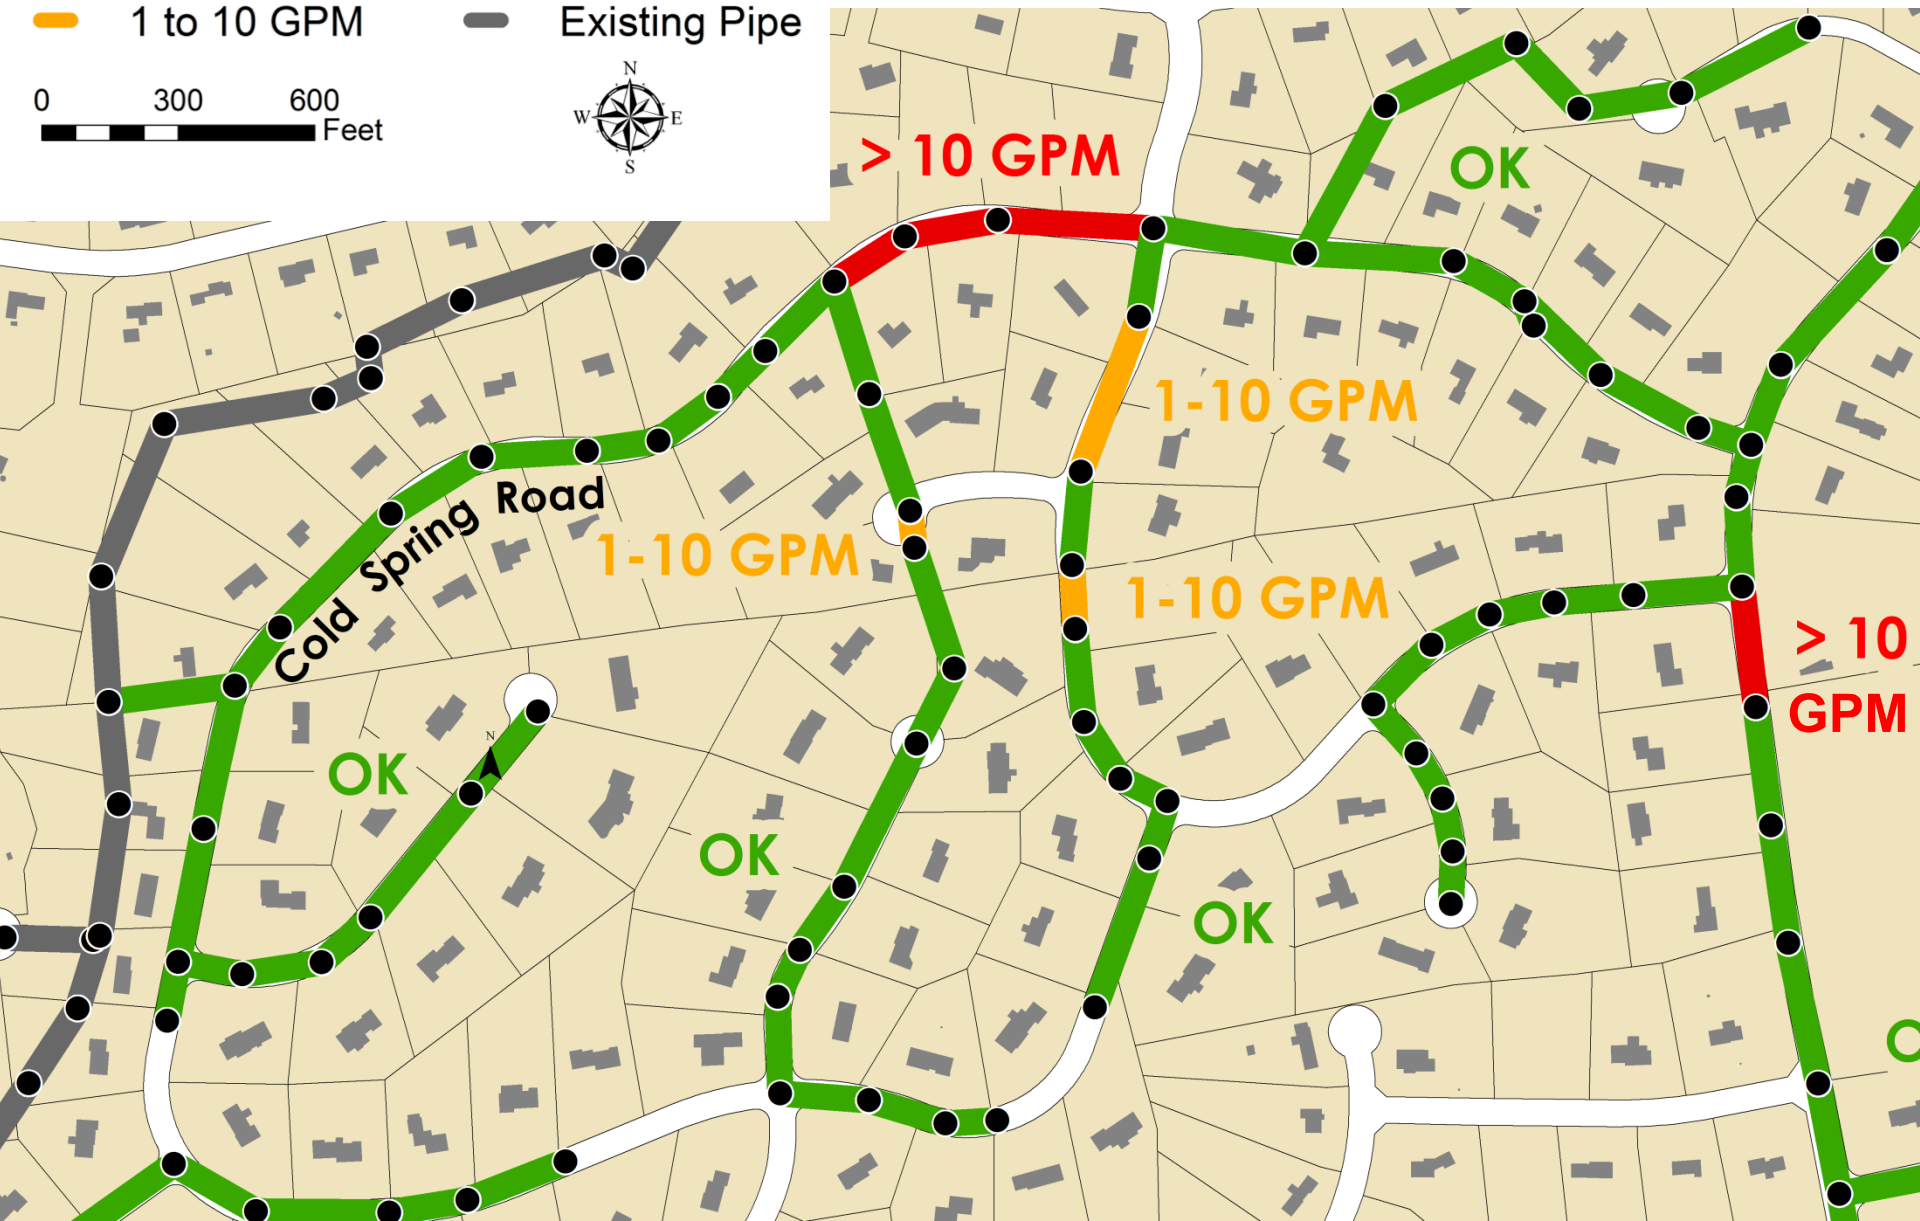 1 to 10 GPM
Existing Pipe
0 300 600
Feet
N
W E
S
> 10 GPM
OK
1-10 GPM
Cold Spring Road
1-10 GPM
1-10 GPM
> 10
GPM
N
OK
OK
OK